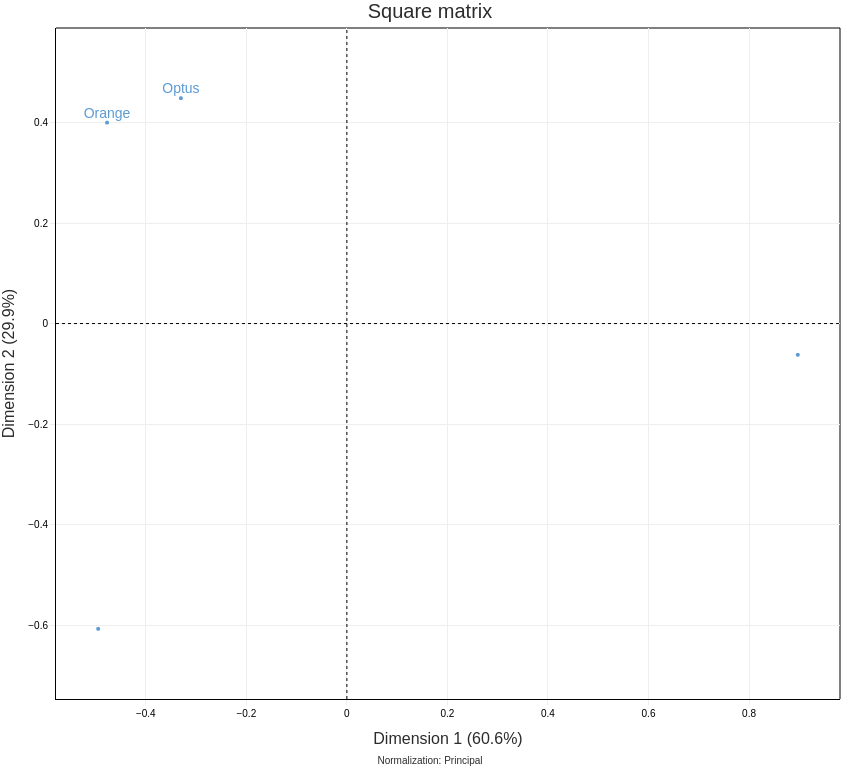 Square matrix
Optus
Orange
0.4
0.2
0
−0.2
−0.4
−0.6
Dimension 2 (29.9%)
−0.4
−0.2
0
0.2
0.4
0.6
0.8
Dimension 1 (60.6%)
Normalization: Principal